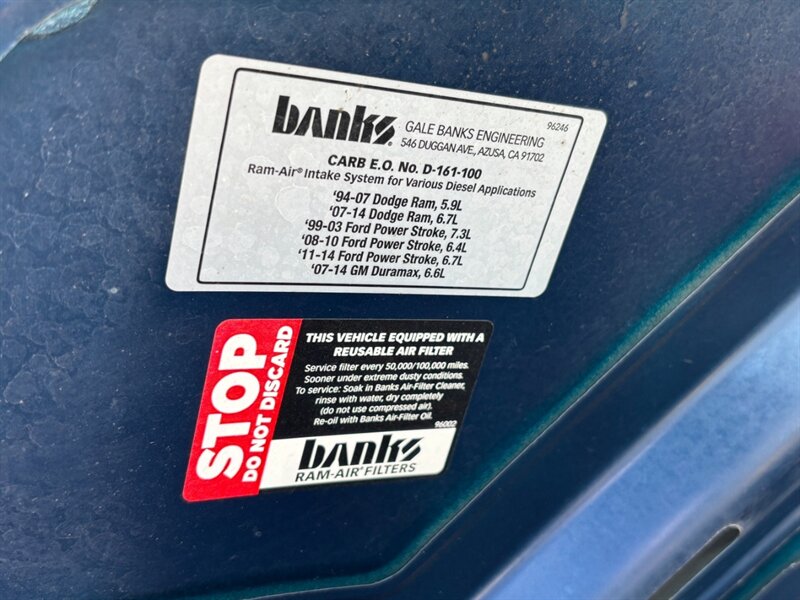 banks® GALE BANKS ENGINEERING 96246
546 DUGGAN AVE., AZUSA, CA 91702
CARB E.O. No. D-161-100
Ram-Air® Intake System for Various Diesel Applications
'94-07 Dodge Ram, 5.9L
'07-14 Dodge Ram, 6.7L
'99-03 Ford Power Stroke, 7.3L
'08-10 Ford Power Stroke, 6.4L
'11-14 Ford Power Stroke, 6.7L
'07-14 GM Duramax, 6.6L
STOP
DO NOT DISCARD
THIS VEHICLE EQUIPPED WITH A
REUSABLE AIR FILTER
Service filter every 50,000/100,000 miles.
Sooner under extreme dusty conditions.
To service: Soak in Banks Air-Filter Cleaner,
rinse with water, dry completely
(do not use compressed air).
Re-oil with Banks Air-Filter Oil.
96002
banks
RAM-AIR® FILTERS